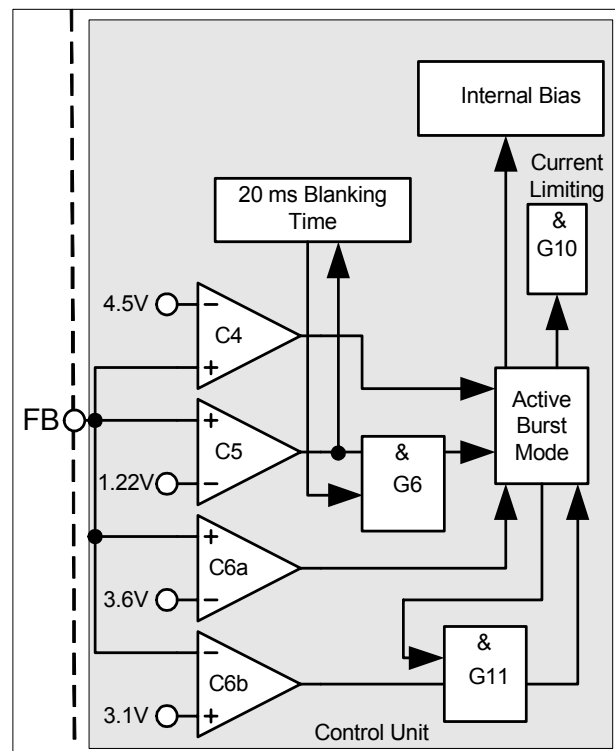 Internal Bias
Current
Limiting
20 ms Blanking
Time
&
G10
4.5V
−
C4
+
FB
+
C5
1.22V
−
&
G6
Active
Burst
Mode
+
C6a
3.6V
−
−
C6b
3.1V
+
&
G11
Control Unit